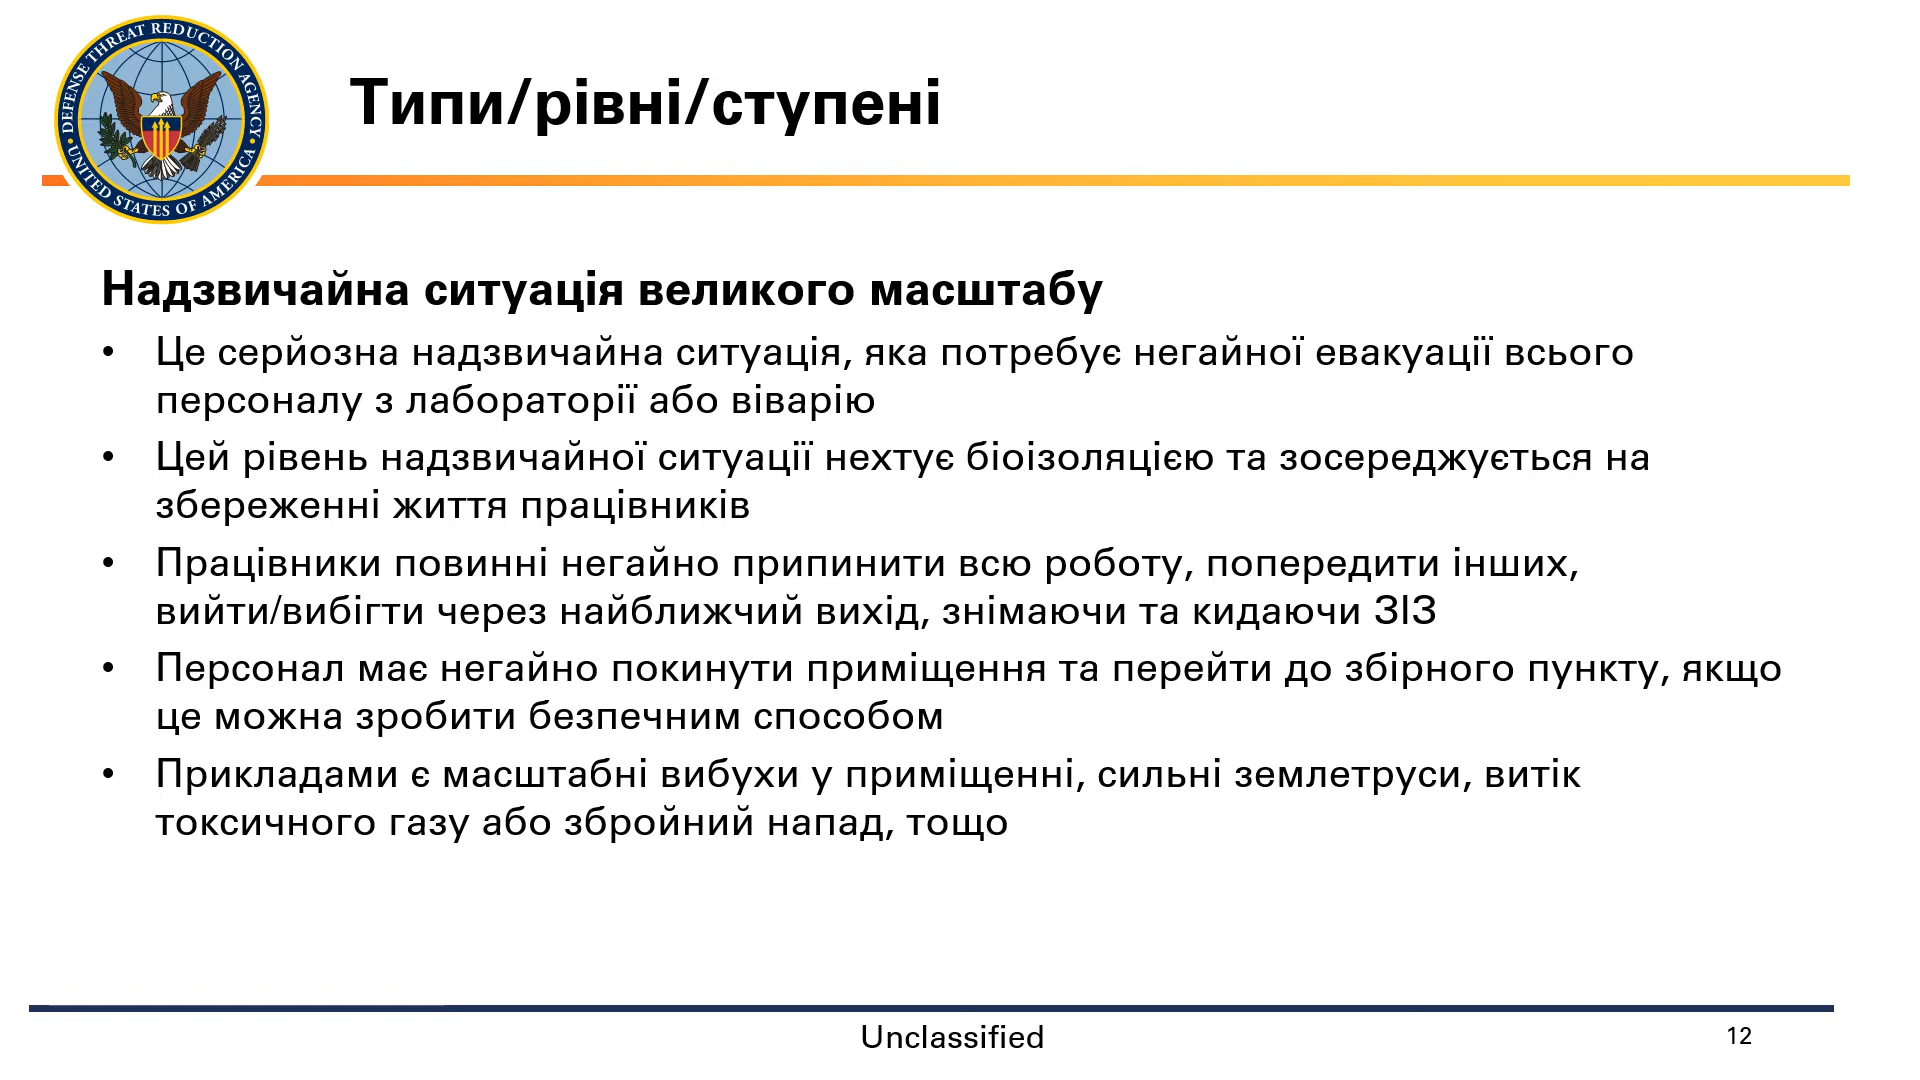 DEFENSE THREAT REDUCTION AGENCY
UNITED STATES OF AMERICA
Типи/рівні/ступені
Надзвичайна ситуація великого масштабу
• Це серйозна надзвичайна ситуація, яка потребує негайної евакуації всього
персоналу з лабораторії або віварію
• Цей рівень надзвичайної ситуації нехтує біоізоляцією та зосереджується на
збереженні життя працівників
• Працівники повинні негайно припинити всю роботу, попередити інших,
вийти/вибігти через найближчий вихід, знімаючи та кидаючи ЗІЗ
• Персонал має негайно покинути приміщення та перейти до збірного пункту, якщо
це можна зробити безпечним способом
• Прикладами є масштабні вибухи у приміщенні, сильні землетруси, витік
токсичного газу або збройний напад, тощо
Unclassified
12